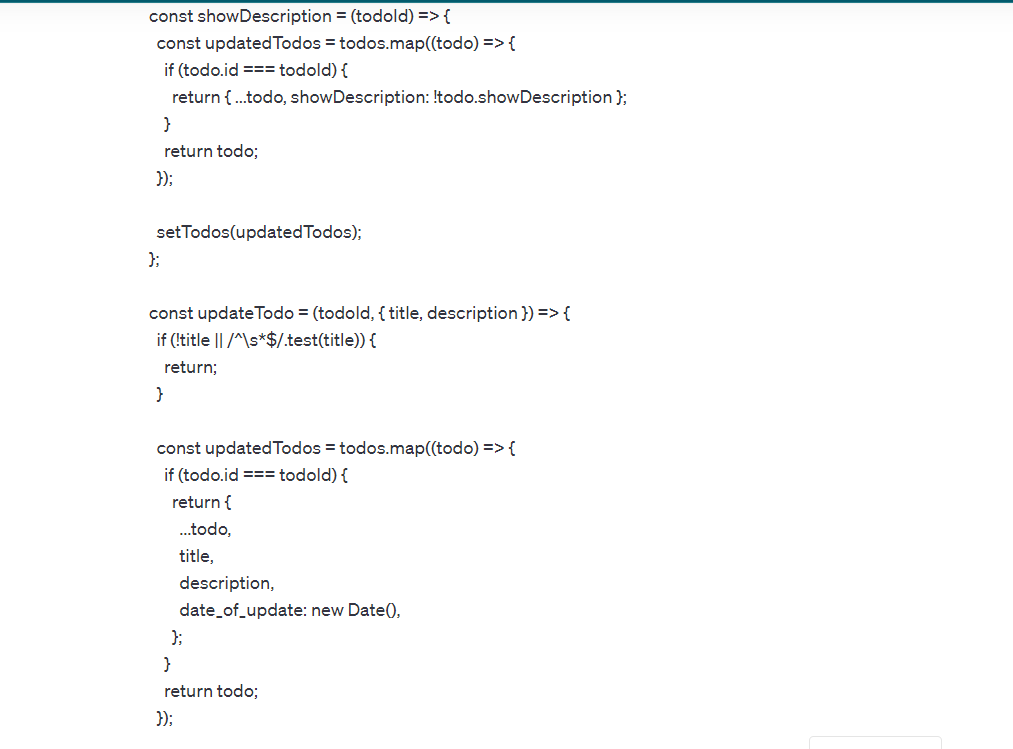 const showDescription = (todoId) => {
const updatedTodos = todos.map((todo) => {
if (todo.id === todoId) {
return { ...todo, showDescription: !todo.showDescription };
}
return todo;
});
setTodos(updatedTodos);
};
const updateTodo = (todoId, { title, description }) => {
if (!title || /^\s*$/.test(title)) {
return;
}
const updatedTodos = todos.map((todo) => {
if (todo.id === todoId) {
return {
...todo,
title,
description,
date_of_update: new Date(),
};
}
return todo;
});